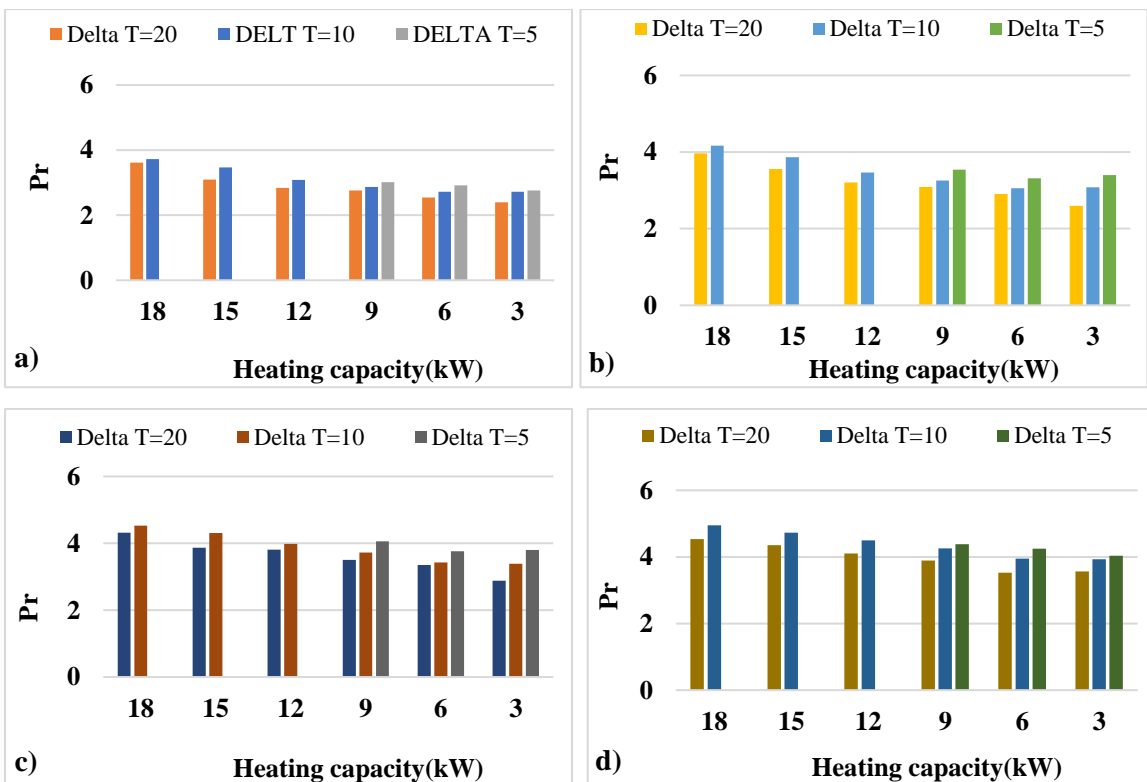 Delta T=20 DELT T=10 DELTA T=5
6
4
2
0
Pr
18 15 12 9 6 3
Heating capacity(kW)
a)
Delta T=20 Delta T=10 Delta T=5
6
4
2
0
Pr
18 15 12 9 6 3
Heating capacity(kW)
b)
Delta T=20 Delta T=10 Delta T=5
6
4
2
0
Pr
18 15 12 9 6 3
Heating capacity(kW)
c)
Delta T=20 Delta T=10 Delta T=5
6
4
2
0
Pr
18 15 12 9 6 3
Heating capacity(kW)
d)